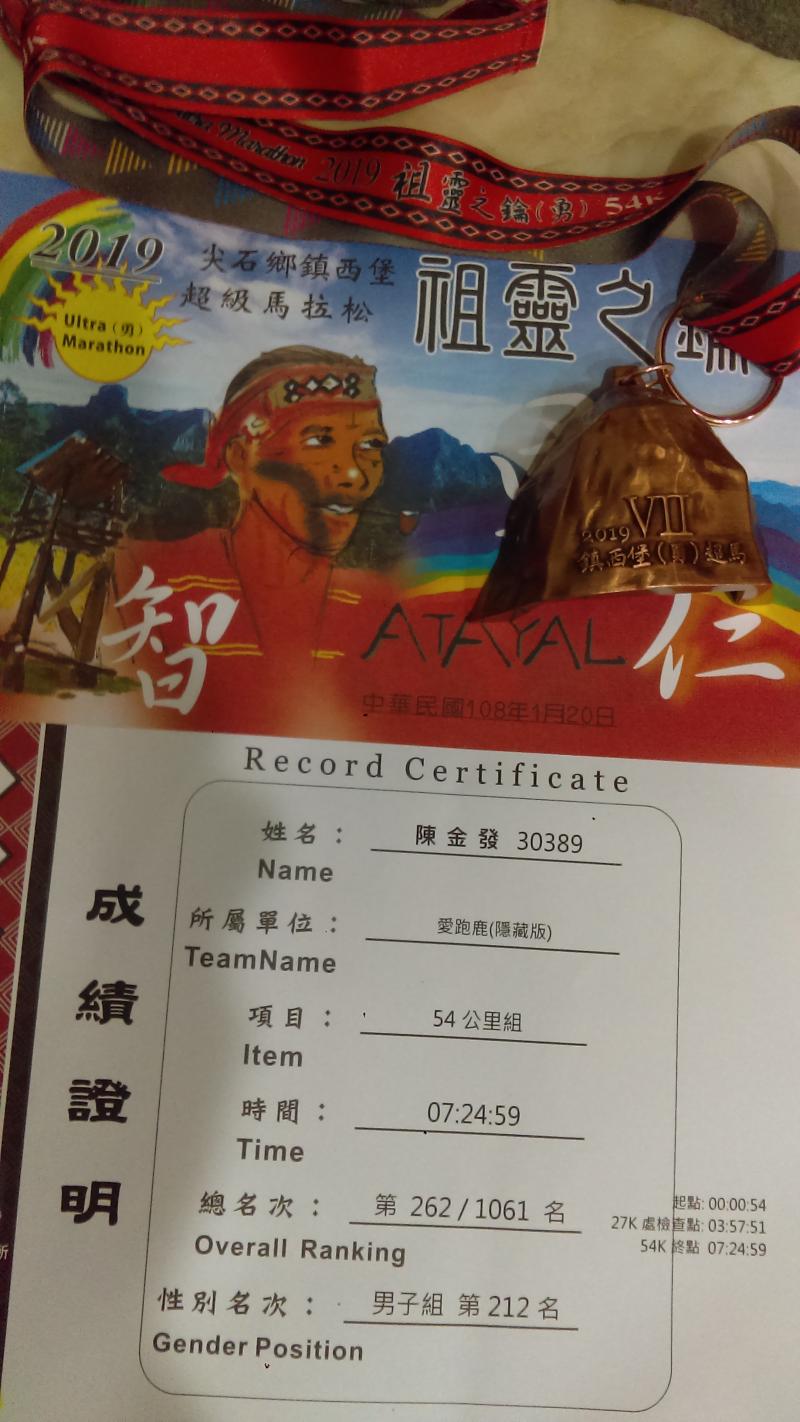 Marathon 2019 祖靈之鑰(勇) 54K
2019
尖石鄉鎮西堡
超級馬拉松
祖靈之
Ultra (勇)
Marathon
2019 VII
鎮西堡(勇)超馬
智
ATAYAL
仁
中華民國108年1月20日
Record Certificate
成績證明
姓名： 陳金發 30389
Name
所屬單位： 愛跑鹿(隱藏版)
TeamName
項目： 54 公里組
Item
時間： 07:24:59
Time
總名次： 第 262 / 1061 名
Overall Ranking
起點: 00:00:54
27K 處檢查點: 03:57:51
54K 終點 07:24:59
性別名次： 男子組 第 212 名
Gender Position